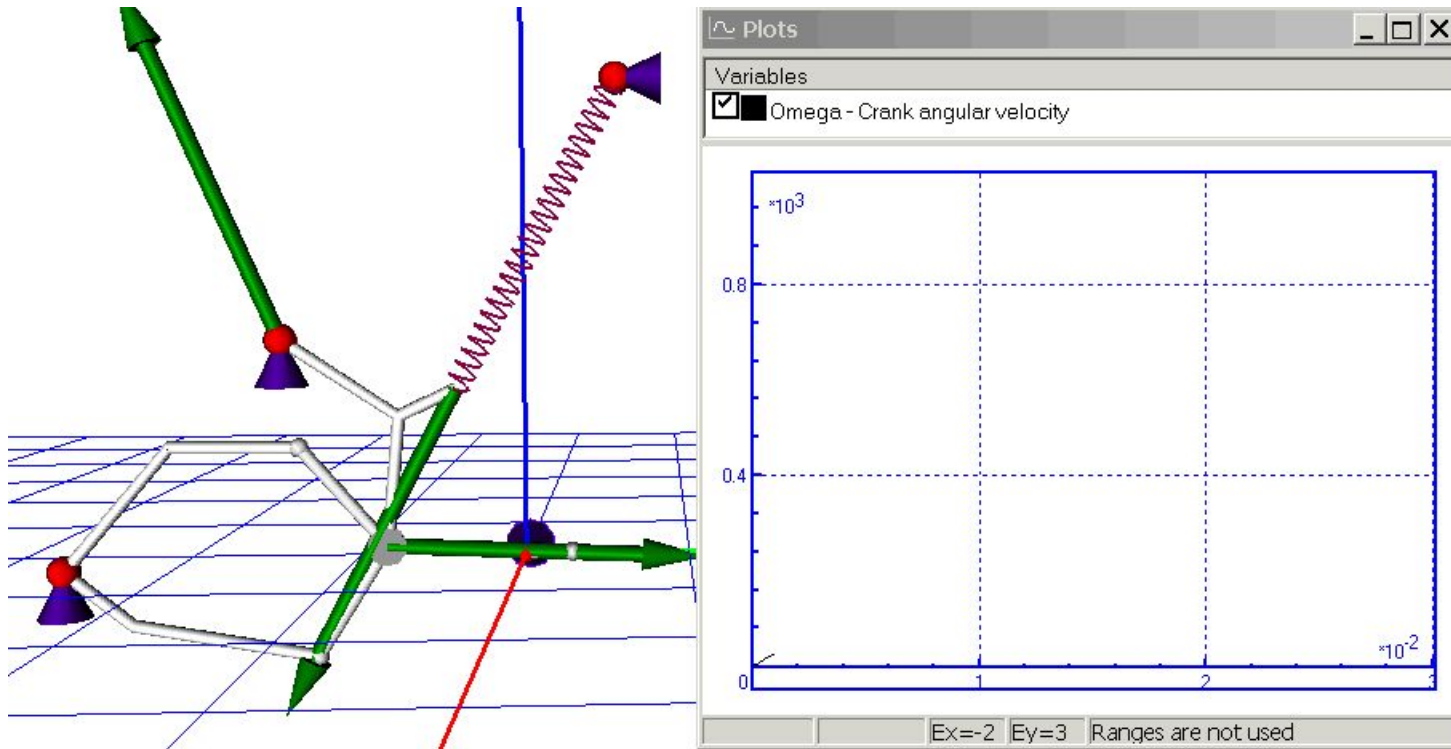 Plots
Variables
Omega - Crank angular velocity
*10³
0.8
0.4
*10⁻²
0 1 2 3
Ex=-2 Ey=3 Ranges are not used